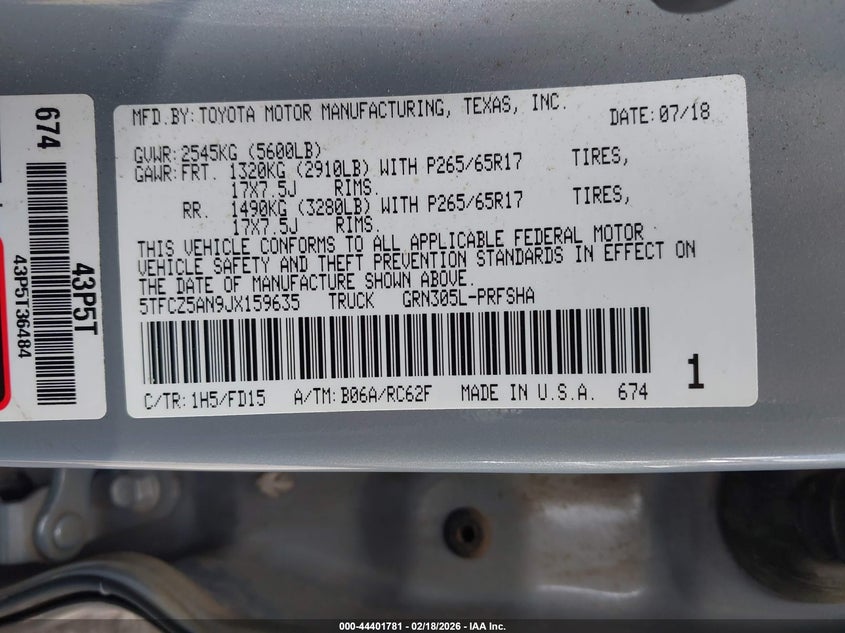 674
43P5T
43P5T36484
MFD.BY:TOYOTA MOTOR MANUFACTURING, TEXAS, INC.
DATE:07/18
GVWR:2545KG (5600LB)
GAWR:FRT. 1320KG (2910LB) WITH P265/65R17 TIRES,
17X7.5J RIMS.
RR. 1490KG (3280LB) WITH P265/65R17 TIRES,
17X7.5J RIMS.
THIS VEHICLE CONFORMS TO ALL APPLICABLE FEDERAL MOTOR
VEHICLE SAFETY AND THEFT PREVENTION STANDARDS IN EFFECT ON
THE DATE OF MANUFACTURE SHOWN ABOVE.
5TFCZ5AN9JX159635 TRUCK GRN305L-PRFSHA
C/TR:1H5/FD15 A/TM:B06A/RC62F MADE IN U.S.A. 674
1
000-44401781 - 02/18/2026 - IAA Inc.